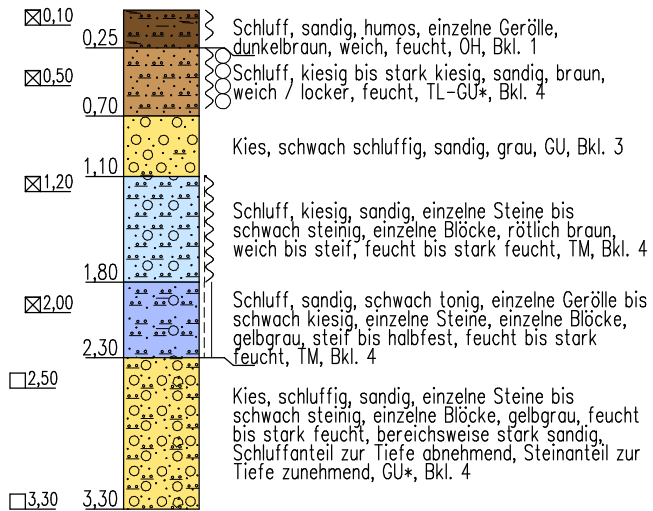 0,10
0,25
Schluff, sandig, humos, einzelne Gerölle,
dunkelbraun, weich, feucht, OH, Bkl. 1
0,50
0,70
Schluff, kiesig bis stark kiesig, sandig, braun,
weich / locker, feucht, TL-GU*, Bkl. 4
1,10
Kies, schwach schluffig, sandig, grau, GU, Bkl. 3
1,20
1,80
Schluff, kiesig, sandig, einzelne Steine bis
schwach steinig, einzelne Blöcke, rötlich braun,
weich bis steif, feucht bis stark feucht, TM, Bkl. 4
2,00
2,30
Schluff, sandig, schwach tonig, einzelne Gerölle bis
schwach kiesig, einzelne Steine, einzelne Blöcke,
gelbgrau, steif bis halbfest, feucht bis stark
feucht, TM, Bkl. 4
2,50
3,30
3,30
Kies, schluffig, sandig, einzelne Steine bis
schwach steinig, einzelne Blöcke, gelbgrau, feucht
bis stark feucht, bereichsweise stark sandig,
Schluffanteil zur Tiefe abnehmend, Steinanteil zur
Tiefe zunehmend, GU*, Bkl. 4